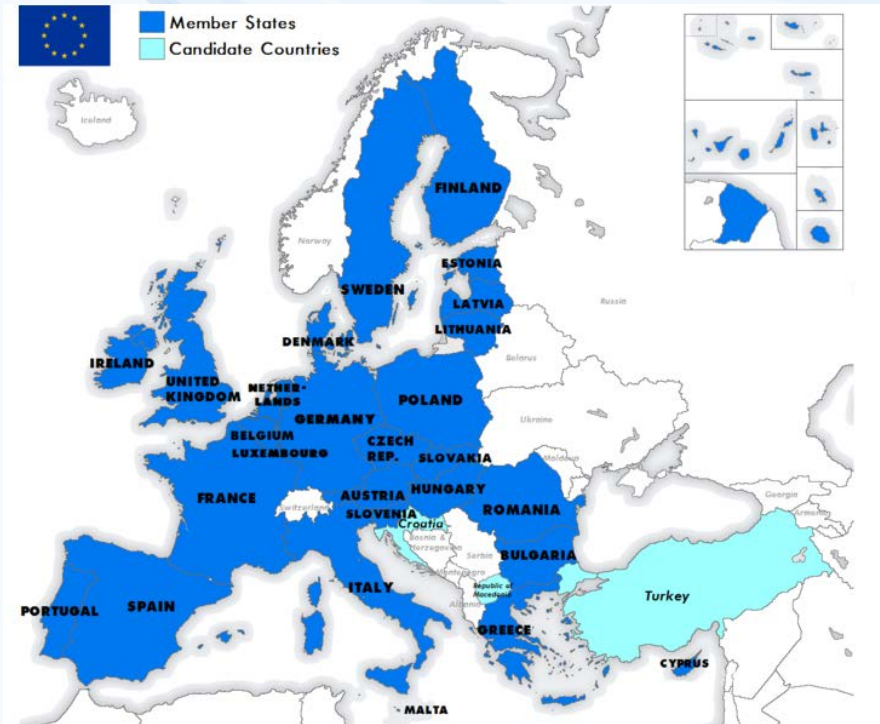 Member States
Candidate Countries
Iceland
FINLAND
Norway
ESTONIA
SWEDEN
Russia
LATVIA
LITHUANIA
DENMARK
Belarus
IRELAND
UNITED
KINGDOM
NETHER-
LANDS
POLAND
GERMANY
Ukraine
BELGIUM
CZECH
REP.
LUXEMBOURG
SLOVAKIA
Moldova
HUNGARY
AUSTRIA
FRANCE
Switzerland
ROMANIA
SLOVENIA
Croatia
Georgia
Armenia
Bosnia &
Herzegovina
Serbia
BULGARIA
Montenegro
ITALY
Republic of
Macedonia
Albania
Turkey
PORTUGAL
SPAIN
GREECE
CYPRUS
MALTA